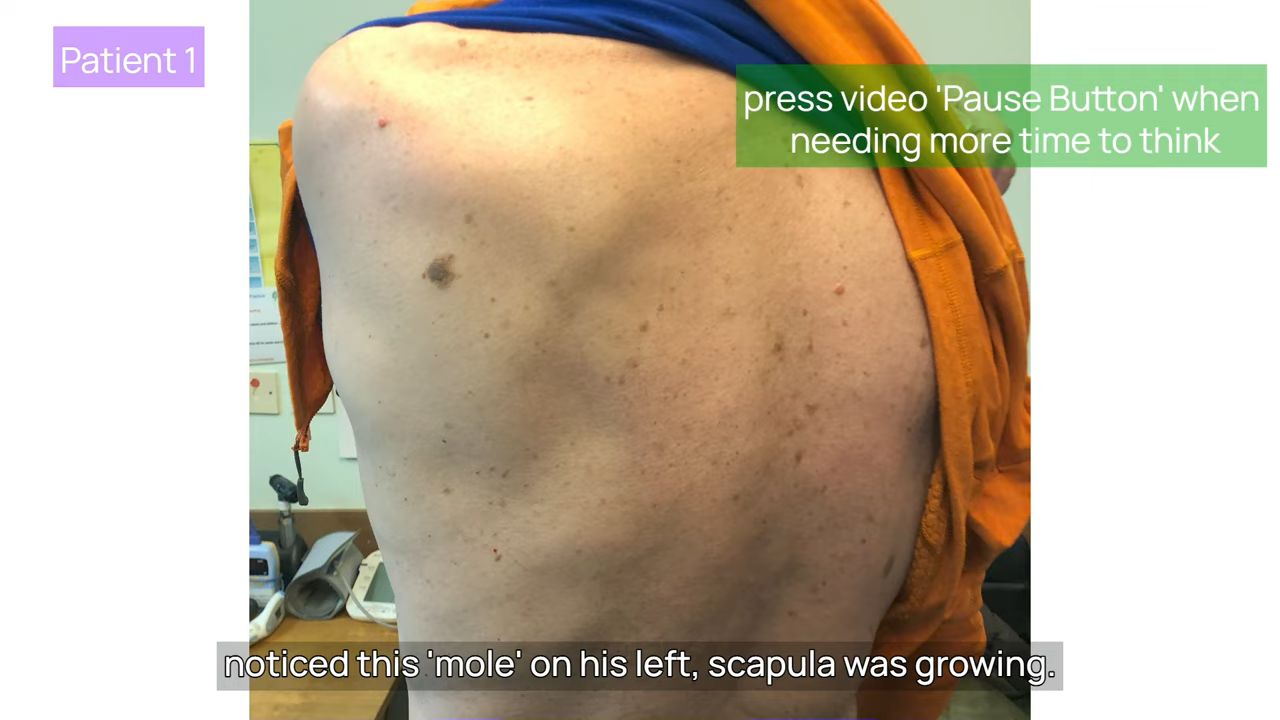 Patient 1
press video 'Pause Button' when
needing more time to think
noticed this 'mole' on his left, scapula was growing.